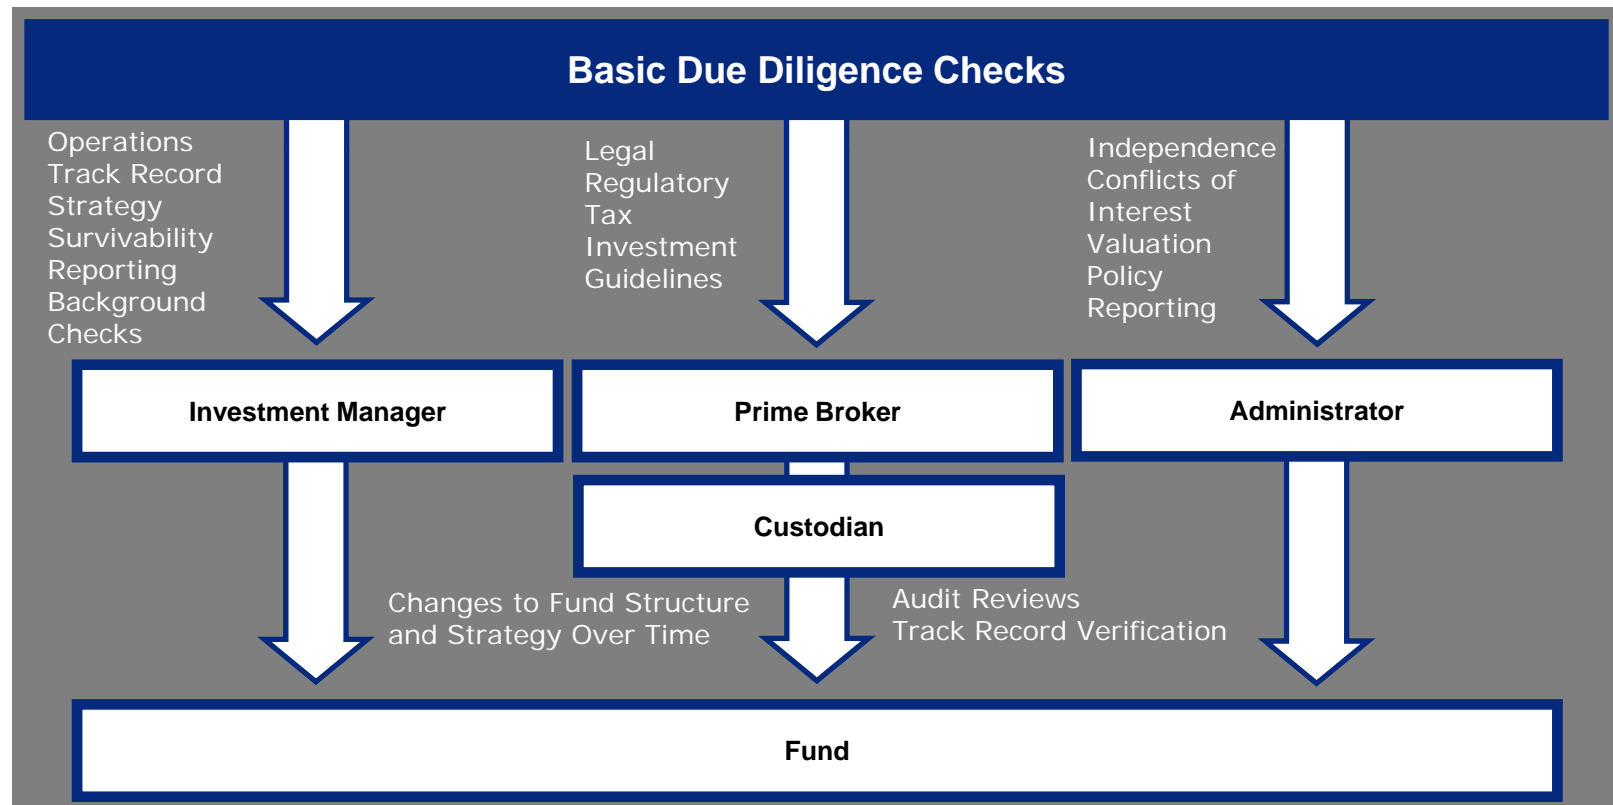 Basic Due Diligence Checks
Operations
Track Record
Strategy
Survivability
Reporting
Background
Checks
Legal
Regulatory
Tax
Investment
Guidelines
Independence
Conflicts of
Interest
Valuation
Policy
Reporting
Investment Manager
Prime Broker
Administrator
Custodian
Changes to Fund Structure
and Strategy Over Time
Audit Reviews
Track Record Verification
Fund